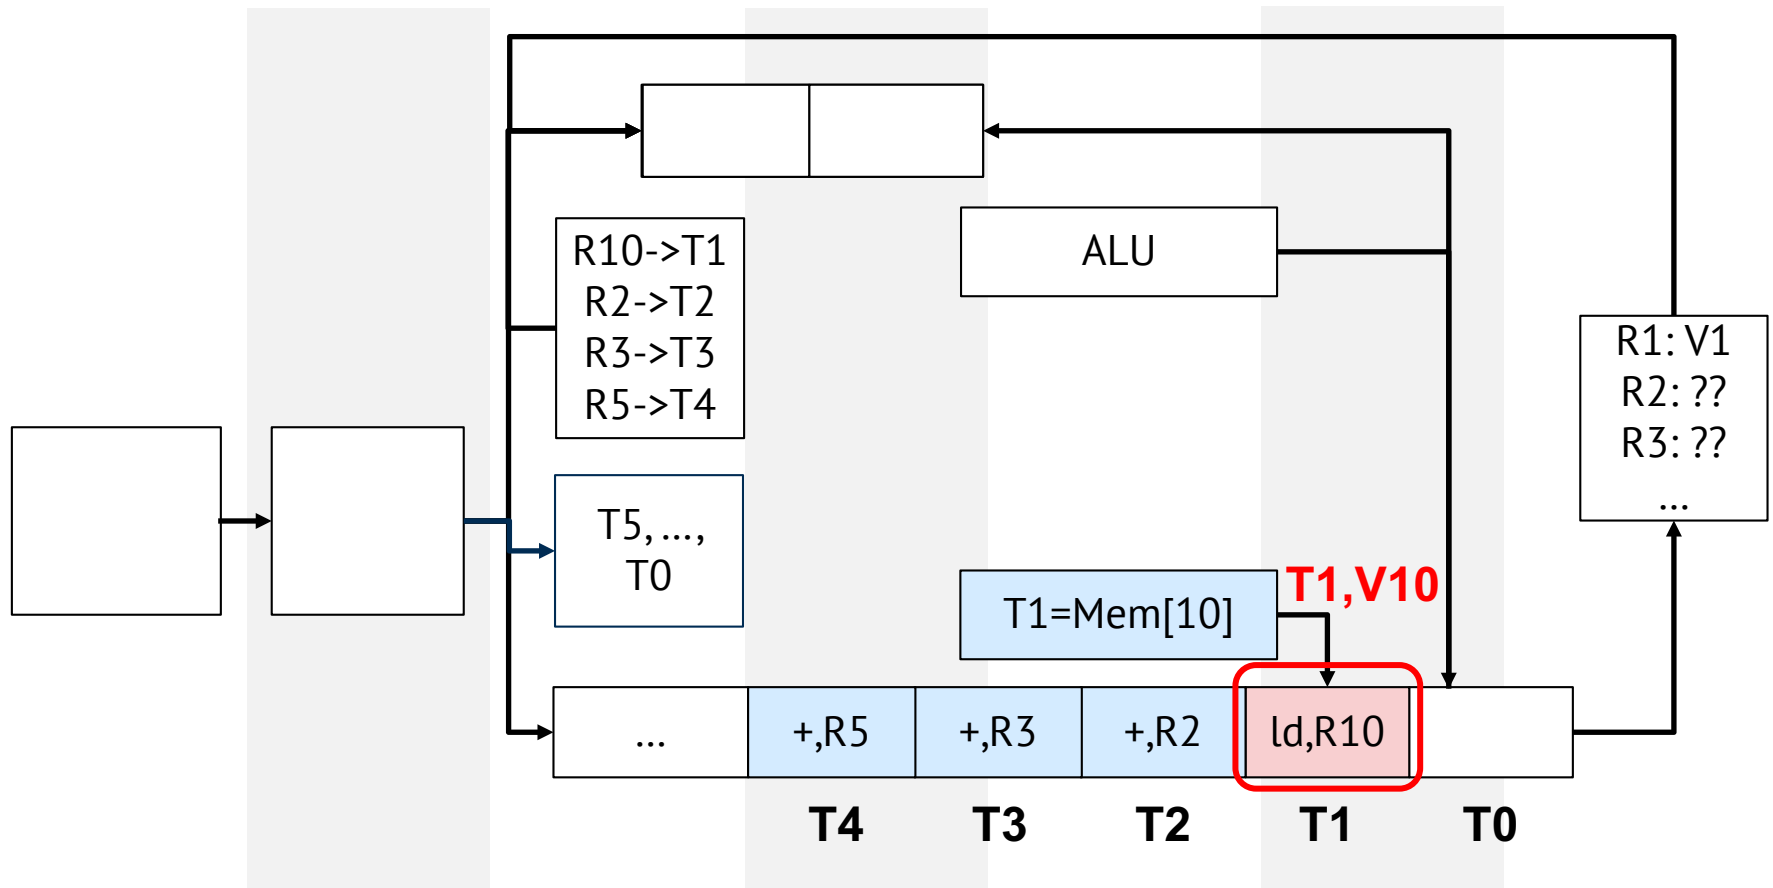 R10->T1
R2->T2
R3->T3
R5->T4
ALU
R1: V1
R2: ??
R3: ??
...
T5, ...,
T0
T1=Mem[10]
T1,V10
...
+,R5
+,R3
+,R2
ld,R10
T4
T3
T2
T1
T0